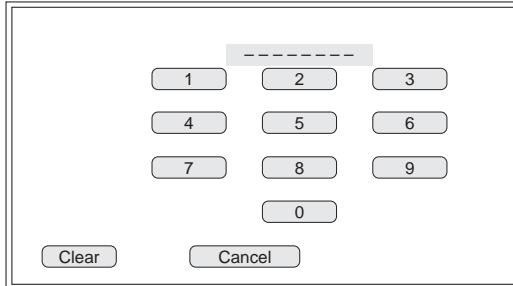 – – – – – – – –
1 2 3
4 5 6
7 8 9
0
Clear Cancel